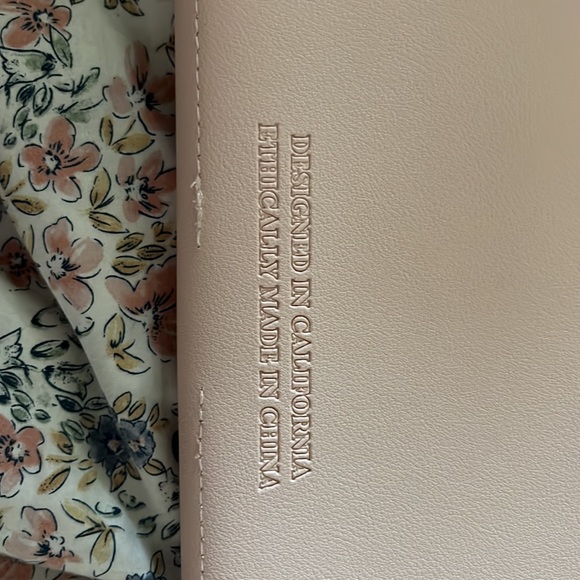 DESIGNED IN CALIFORNIA
ETHICALLY MADE IN CHINA